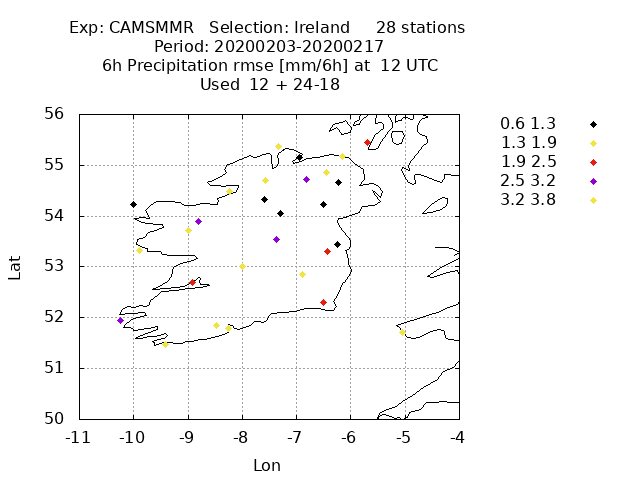 Exp: CAMSMMR Selection: Ireland 28 stations
Period: 20200203-20200217
6h Precipitation rmse [mm/6h] at 12 UTC
Used 12 + 24-18
0.6 1.3
1.3 1.9
1.9 2.5
2.5 3.2
3.2 3.8
56
55
54
53
52
51
50
Lat
-11 -10 -9 -8 -7 -6 -5 -4
Lon